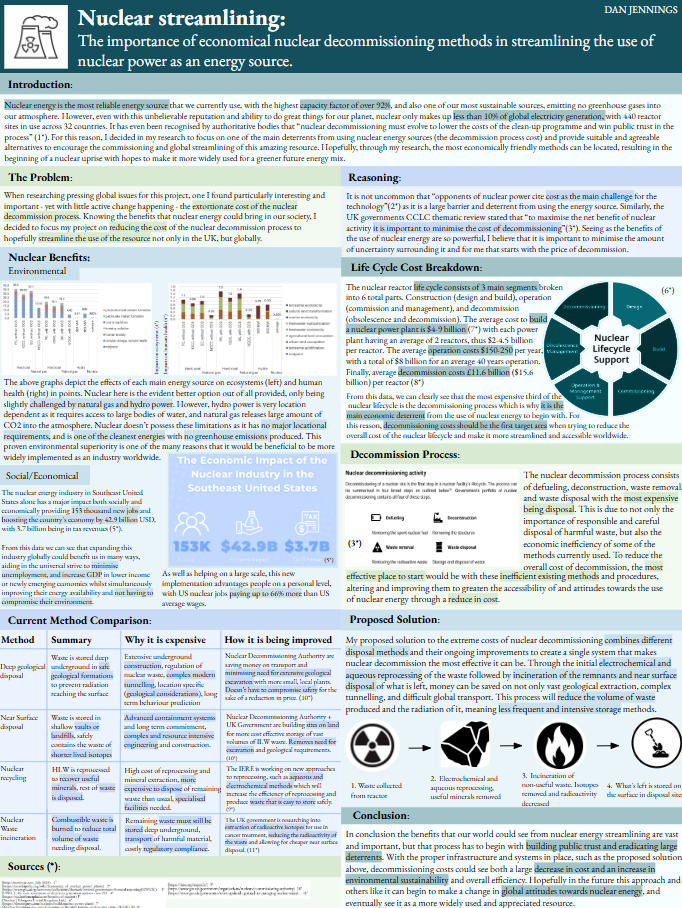 Nuclear streamlining:
DAN JENNINGS
The importance of economical nuclear decommissioning methods in streamlining the use of
nuclear power as an energy source.
Introduction:
Nuclear energy is the most reliable energy source that we currently use, with the highest capacity factor of over 92%, and also one of our most sustainable sources, emitting no greenhouse gases into
our atmosphere. However, even with this unbelievable reputation and ability to do great things for our planet, nuclear only makes up less than 10% of global electricity generation, with 440 reactor
sites in use across 32 countries. It has even been recognised by authoritative bodies that "nuclear decommissioning must evolve to lower the costs of the clean-up programme and win public trust in the
process" (1*). For this reason, I decided in my research to focus on one of the main deterrents from using nuclear energy sources (the decommission process cost) and provide suitable and agreeable
alternatives to encourage the commencing and global streamlining of this amazing resource. Hopefully, through my research, the most economically friendly methods can be located, resulting in the
beginning of a nuclear uprise with hopes to make it more widely used for a greener future energy mix.
The Problem:
When researching pressing global issues for this project, one I found particularly interesting and
important - yet with little active change happening - the extortionate cost of the nuclear
decommission process. Knowing the benefits that nuclear energy could bring in our society, I
decided to focus my project on reducing the cost of the nuclear decommission process to
hopefully streamline the use of the resource not only in the UK, but globally.
Reasoning:
It is not uncommon that "opponents of nuclear power cite cost as the main challenge for the
technology"(2*) as it is a large barrier and deterrent from using the energy source. Similarly, the
UK governments CCLC thematic review stated that "to maximise the net benefit of nuclear
activity it is important to minimise the cost of decommissioning"(3*). Seeing as the benefits of
the use of nuclear energy are so powerful, I believe that it is important to minimise the amount
of uncertainty surrounding it and for me that starts with the price of decommission.
Nuclear Benefits:
Environmental
The above graphs depict the effects of each main energy source on ecosystems (left) and human
health (right) in points. Nuclear here is the evident better option out of all provided, only being
slightly challenged by natural gas and hydro power. However, hydro power is very location
dependent as it requires access to large bodies of water, and natural gas releases large amount of
CO2 into the atmosphere. Nuclear doesn't possess these limitations as it has no major locational
requirements, and is one of the cleanest energies with no greenhouse emissions produced. This
proven environmental superiority is one of the many reasons that it would be beneficial to be more
widely implemented as an industry worldwide.
Life Cycle Cost Breakdown:
The nuclear reactor life cycle consists of 3 main segments, broken
into 6 total parts. Construction (design and build), operation
(commission and management), and decommission
(obsolescence and decommission). The average cost to build
a nuclear power plant is $4-9 billion (7*) with each power
plant having an average of 2 reactors, thus $2-4.5 billion
per reactor. The average operation costs $150-250 per year,
with a total of $8 billion for an average 40 years operation.
Finally, average decommission costs £11.6 billion ($15.6
billion) per reactor (8*)
(6*)
Decommissioning
Design
Build
Commissioning
Operation &
Management
Support
Obsolescence
Management
Nuclear
Lifecycle
Support
From this data, we can clearly see that the most expensive third of the
nuclear lifecycle is the decommission process which is why it is the
main economic deterrent from the use of nuclear energy to begin with. For
this reason, decommissioning costs should be the first target area when trying to reduce the
overall cost of the nuclear lifecycle and make it more streamlined and accessible worldwide.
Social/Economical
The nuclear energy industry in Southeast United
States alone has a major impact both socially and
economically providing 153 thousand new jobs and
boosting the country's economy by 42.9 billion USD,
with 3.7 billion being in tax revenues (5*).
From this data we can see that expanding this
industry globally could benefit us in many ways,
aiding in the universal strive to minimise
unemployment, and increase GDP in lower income
or newly emerging economies whilst simultaneously
improving their energy availability and not having to
compromise their environment.
The Economic Impact of the
Nuclear Industry in the
Southeast United States
153K $42.9B $3.7B
(5*)
As well as helping on a large scale, this new
implementation advantages people on a personal level,
with US nuclear jobs paying up to 66% more than US
average wages.
Decommission Process:
Nuclear decommissioning activity
Defuelling
Deconstruction
Removing the spent nuclear fuel
Removing the structures
Waste removal
Waste disposal
Removing the radioactive waste
Storage and disposal of waste
(3*)
The nuclear decommission process consists
of defueling, deconstruction, waste removal
and waste disposal with the most expensive
being disposal. This is due to not only the
importance of responsible and careful
disposal of harmful waste, but also the
economic inefficiency of some of the
methods currently used. To reduce the
overall cost of decommission, the most
effective place to start would be with these inefficient existing methods and procedures,
altering and improving them to greaten the accessibility of and attitudes towards the use
of nuclear energy through a reduce in cost.
Current Method Comparison:
Method Summary Why it is expensive How it is being improved
Deep geological
disposal
Waste is stored deep
underground in safe
geological formations
to prevent radiation
reaching the surface
Extensive underground
construction, regulation of
nuclear waste, complex modern
tunnelling, location specific
(geological considerations), long
term behaviour prediction
Nuclear Decommission Authority are
saving money on transport and
minimising need for extensive geological
excavation with more small, local plants.
Doesn't have to compromise safety for the
sake of a reduction in price. (10*)
Near Surface
disposal
Waste is stored in
shallow vaults or
landfills, safely
contains the waste of
shorter lived isotopes
Advanced containment systems
and long term commitment,
complex and resource intensive
engineering and construction.
Nuclear Decommission Authority +
UK Government are building sites on land
for more cost effective storage of vast
volumes of ILW waste. Removes need for
excavation and geological requirements.
(10*)
Nuclear
recycling
HLW is reprocessed
to recover useful
minerals, rest of waste
is disposed.
High cost of reprocessing and
mineral extraction, more
expensive to dispose of remaining
waste than usual, specialised
facilities needed.
The IERE is working on new approaches
to reprocessing, such as aqueous and
electrochemical methods which will
increase the efficiency of reprocessing and
produce waste that is easy to store safely.
(9*)
Nuclear
Waste
incineration
Combustible waste is
burned to reduce total
volume of waste
needing disposal.
Remaining waste must still be
stored deep underground,
transport of harmful material,
costly regulatory compliance.
The UK government is researching into
extraction of radioactive isotopes for use in
cancer treatment, reducing the radioactivity of
the waste and allowing for cheaper near surface
disposal. (11*)
Proposed Solution:
My proposed solution to the extreme costs of nuclear decommissioning combines different
disposal methods and their ongoing improvements to create a single system that makes
nuclear decommission the most effective it can be. Through the initial electrochemical and
aqueous reprocessing of the waste followed by incineration of the remnants and near surface
disposal of what is left, money can be saved on not only vast geological extraction, complex
tunnelling, and difficult global transport. This process will reduce the volume of waste
produced and the radiation of it, meaning less frequent and intensive storage methods.
1. Waste collected
from reactor
2. Electrochemical and
aqueous reprocessing,
useful minerals removed
3. Incineration of
non-useful waste. Isotopes
removed and radioactivity
decreased
4. What's left is stored on
the surface in disposal sites
Conclusion:
In conclusion the benefits that our world could see from nuclear energy streamlining are vast
and important, but that process has to begin with building public trust and eradicating large
deterrents. With the proper infrastructure and systems in place, such as the proposed solution
above, decommissioning costs could see both a large decrease in cost and an increase in
environmental sustainability and overall efficiency. Hopefully in the future this approach and
others like it can begin to make a change in global attitudes towards nuclear energy, and
eventually see it as a more widely used and appreciated resource.
Sources (*):